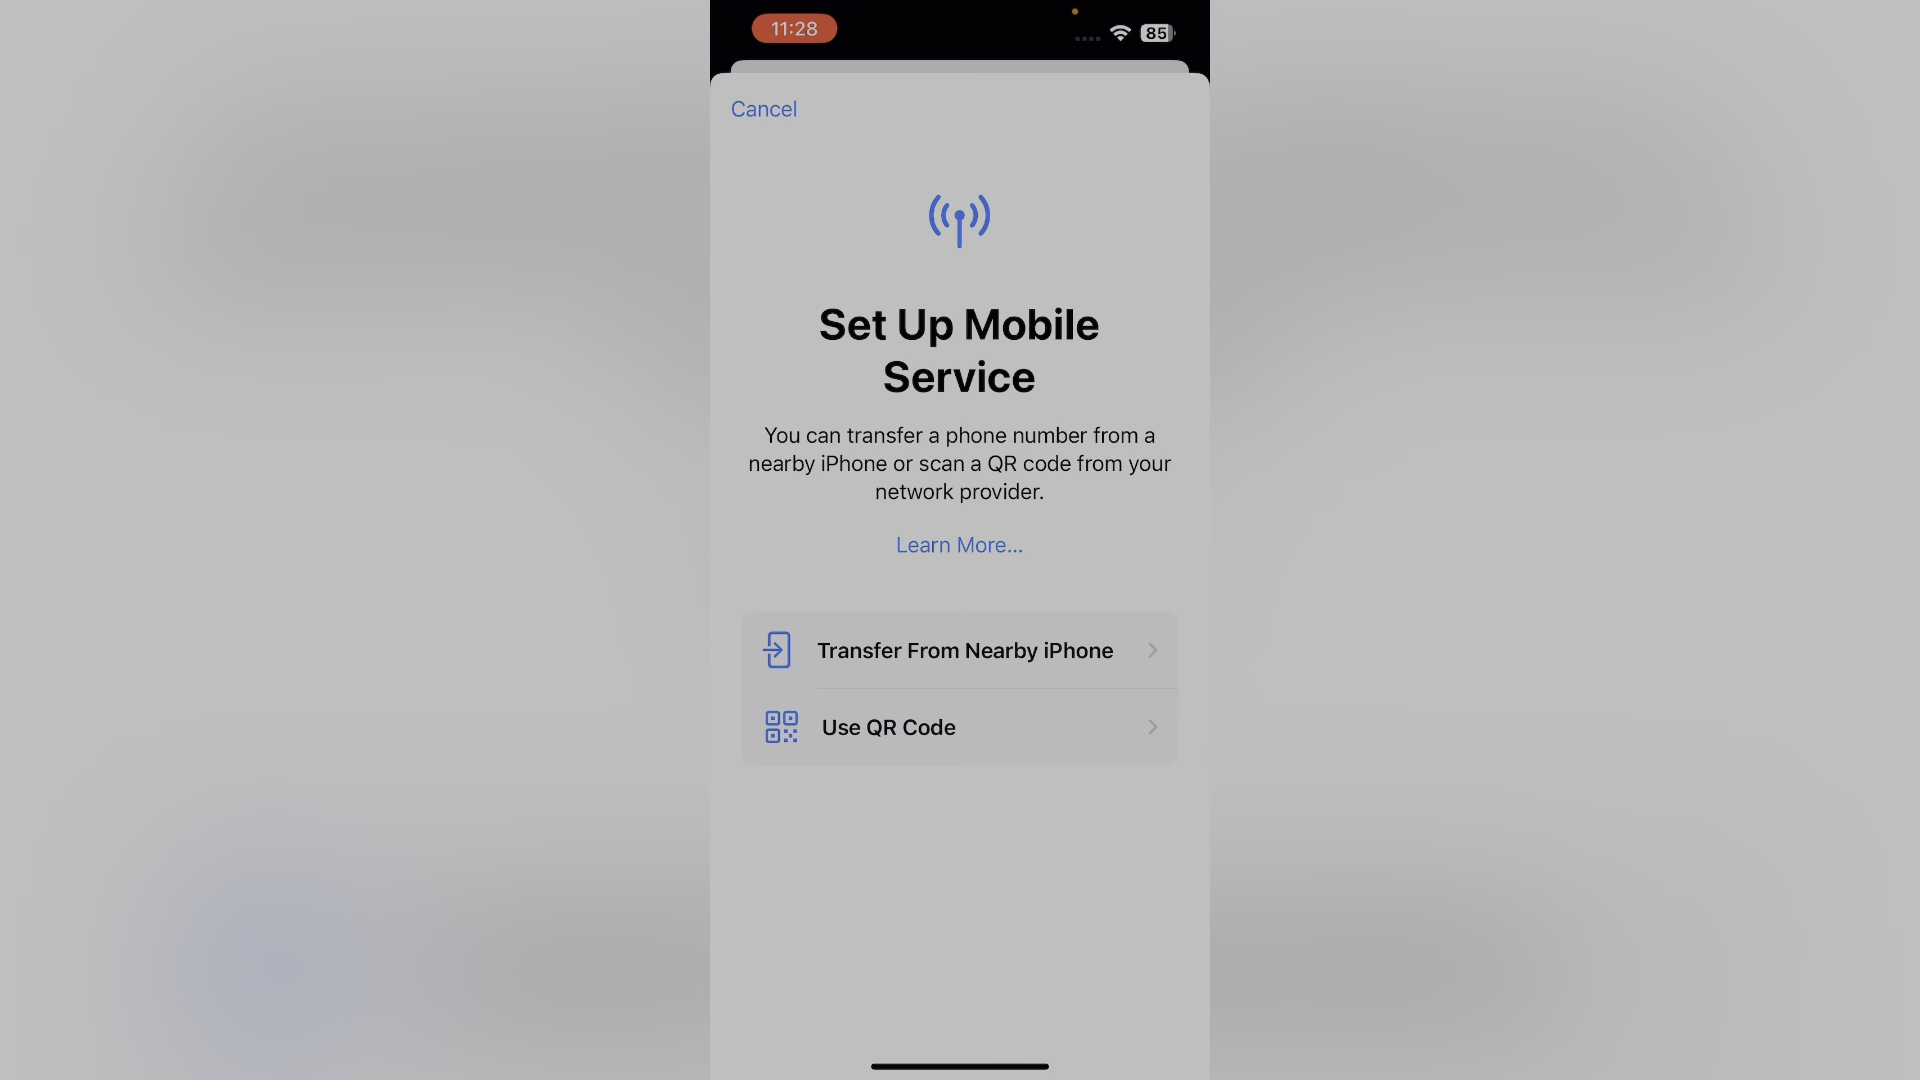 11:28
85
Cancel
Set Up Mobile
Service
You can transfer a phone number from a
nearby iPhone or scan a QR code from your
network provider.
Learn More...
Transfer From Nearby iPhone
Use QR Code